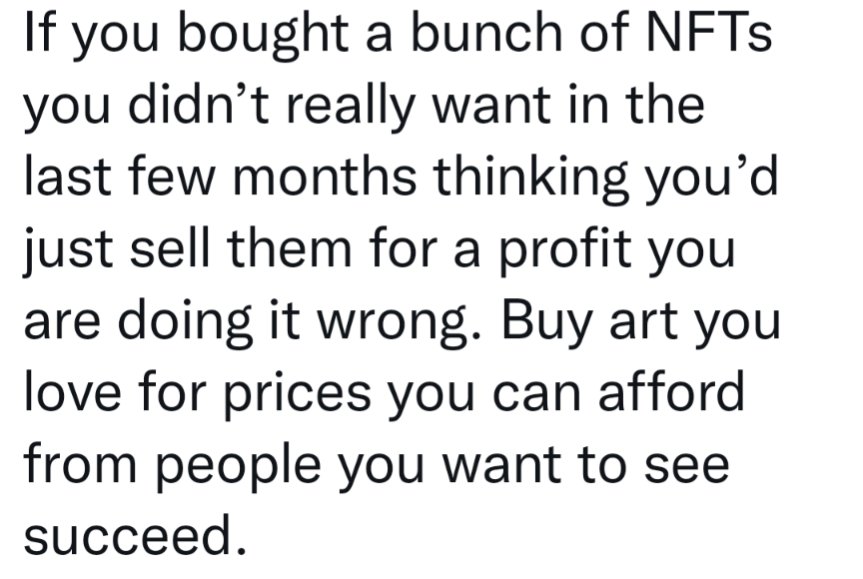 If you bought a bunch of NFTs
you didn’t really want in the
last few months thinking you’d
just sell them for a profit you
are doing it wrong. Buy art you
love for prices you can afford
from people you want to see
succeed.